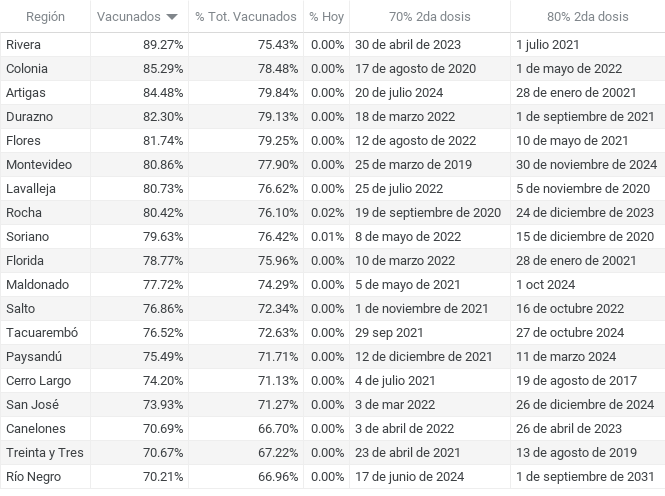 Región Vacunados % Tot. Vacunados % Hoy 70% 2da dosis 80% 2da dosis
Rivera 89.27% 75.43% 0.00% 30 de abril de 2023 1 julio 2021
Colonia 85.29% 78.48% 0.00% 17 de agosto de 2020 1 de mayo de 2022
Artigas 84.48% 79.84% 0.00% 20 de julio 2024 28 de enero de 20021
Durazno 82.30% 79.13% 0.00% 18 de marzo 2022 1 de septiembre de 2021
Flores 81.74% 79.25% 0.00% 12 de agosto de 2022 10 de mayo de 2021
Montevideo 80.86% 77.90% 0.00% 25 de marzo de 2019 30 de noviembre de 2024
Lavalleja 80.73% 76.62% 0.00% 25 de julio 2022 5 de noviembre de 2020
Rocha 80.42% 76.10% 0.02% 19 de septiembre de 2020 24 de diciembre de 2023
Soriano 79.63% 76.42% 0.01% 8 de mayo de 2022 15 de diciembre de 2020
Florida 78.77% 75.96% 0.00% 10 de marzo 2022 28 de enero de 20021
Maldonado 77.72% 74.29% 0.00% 5 de mayo de 2021 1 oct 2024
Salto 76.86% 72.34% 0.00% 1 de noviembre de 2021 16 de octubre 2022
Tacuarembó 76.52% 72.63% 0.00% 29 sep 2021 27 de octubre 2024
Paysandú 75.49% 71.71% 0.00% 12 de diciembre de 2021 11 de marzo 2024
Cerro Largo 74.20% 71.13% 0.00% 4 de julio 2021 19 de agosto de 2017
San José 73.93% 71.27% 0.00% 3 de mar 2022 26 de diciembre de 2024
Canelones 70.69% 66.70% 0.00% 3 de abril de 2022 26 de abril de 2023
Treinta y Tres 70.67% 67.22% 0.00% 23 de abril de 2021 13 de agosto de 2019
Río Negro 70.21% 66.96% 0.00% 17 de junio de 2024 1 de septiembre de 2031